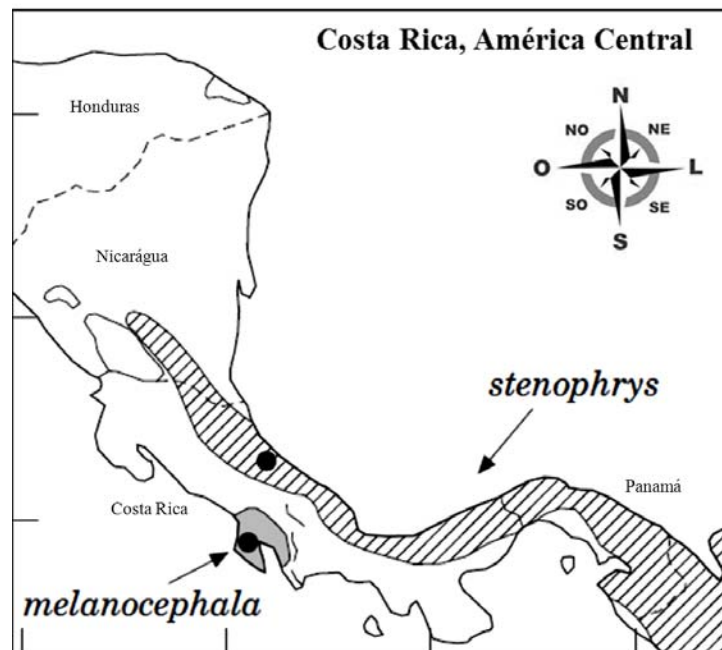 Costa Rica, América Central
Honduras
N
NO
NE
O
L
SO
SE
S
Nicarágua
stenophrys
Panamá
Costa Rica
melanocephala